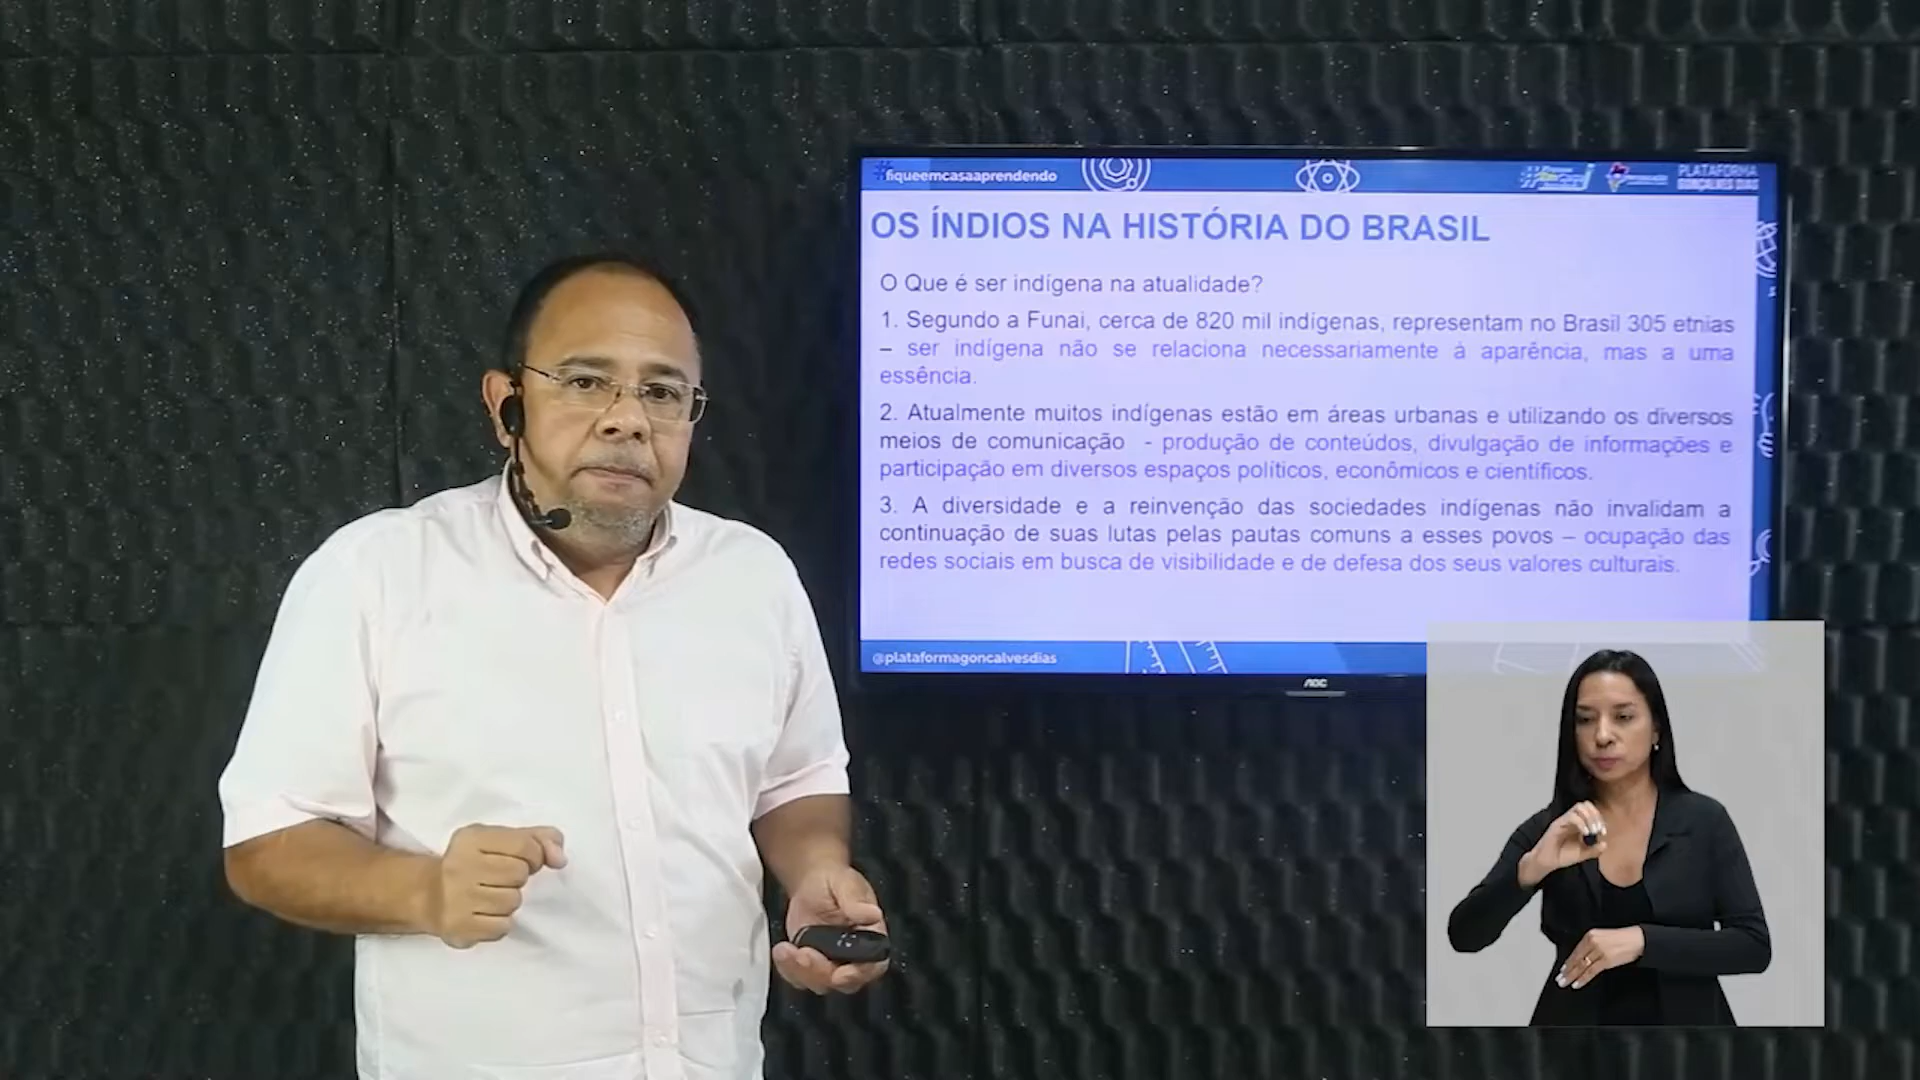 #fiqueemcasaaprendendo
PLATAFORMA
GONÇALVES DIAS
OS ÍNDIOS NA HISTÓRIA DO BRASIL
O Que é ser indígena na atualidade?
1. Segundo a Funai, cerca de 820 mil indígenas, representam no Brasil 305 etnias
– ser indígena não se relaciona necessariamente á aparência, mas a uma
essência.
2. Atualmente muitos indígenas estão em áreas urbanas e utilizando os diversos
meios de comunicação - produção de conteúdos, divulgação de informações e
participação em diversos espaços políticos, econômicos e científicos.
3. A diversidade e a reinvenção das sociedades indígenas não invalidam a
continuação de suas lutas pelas pautas comuns a esses povos – ocupação das
redes sociais em busca de visibilidade e de defesa dos seus valores culturais.
@plataformagoncalvesdias
AOC